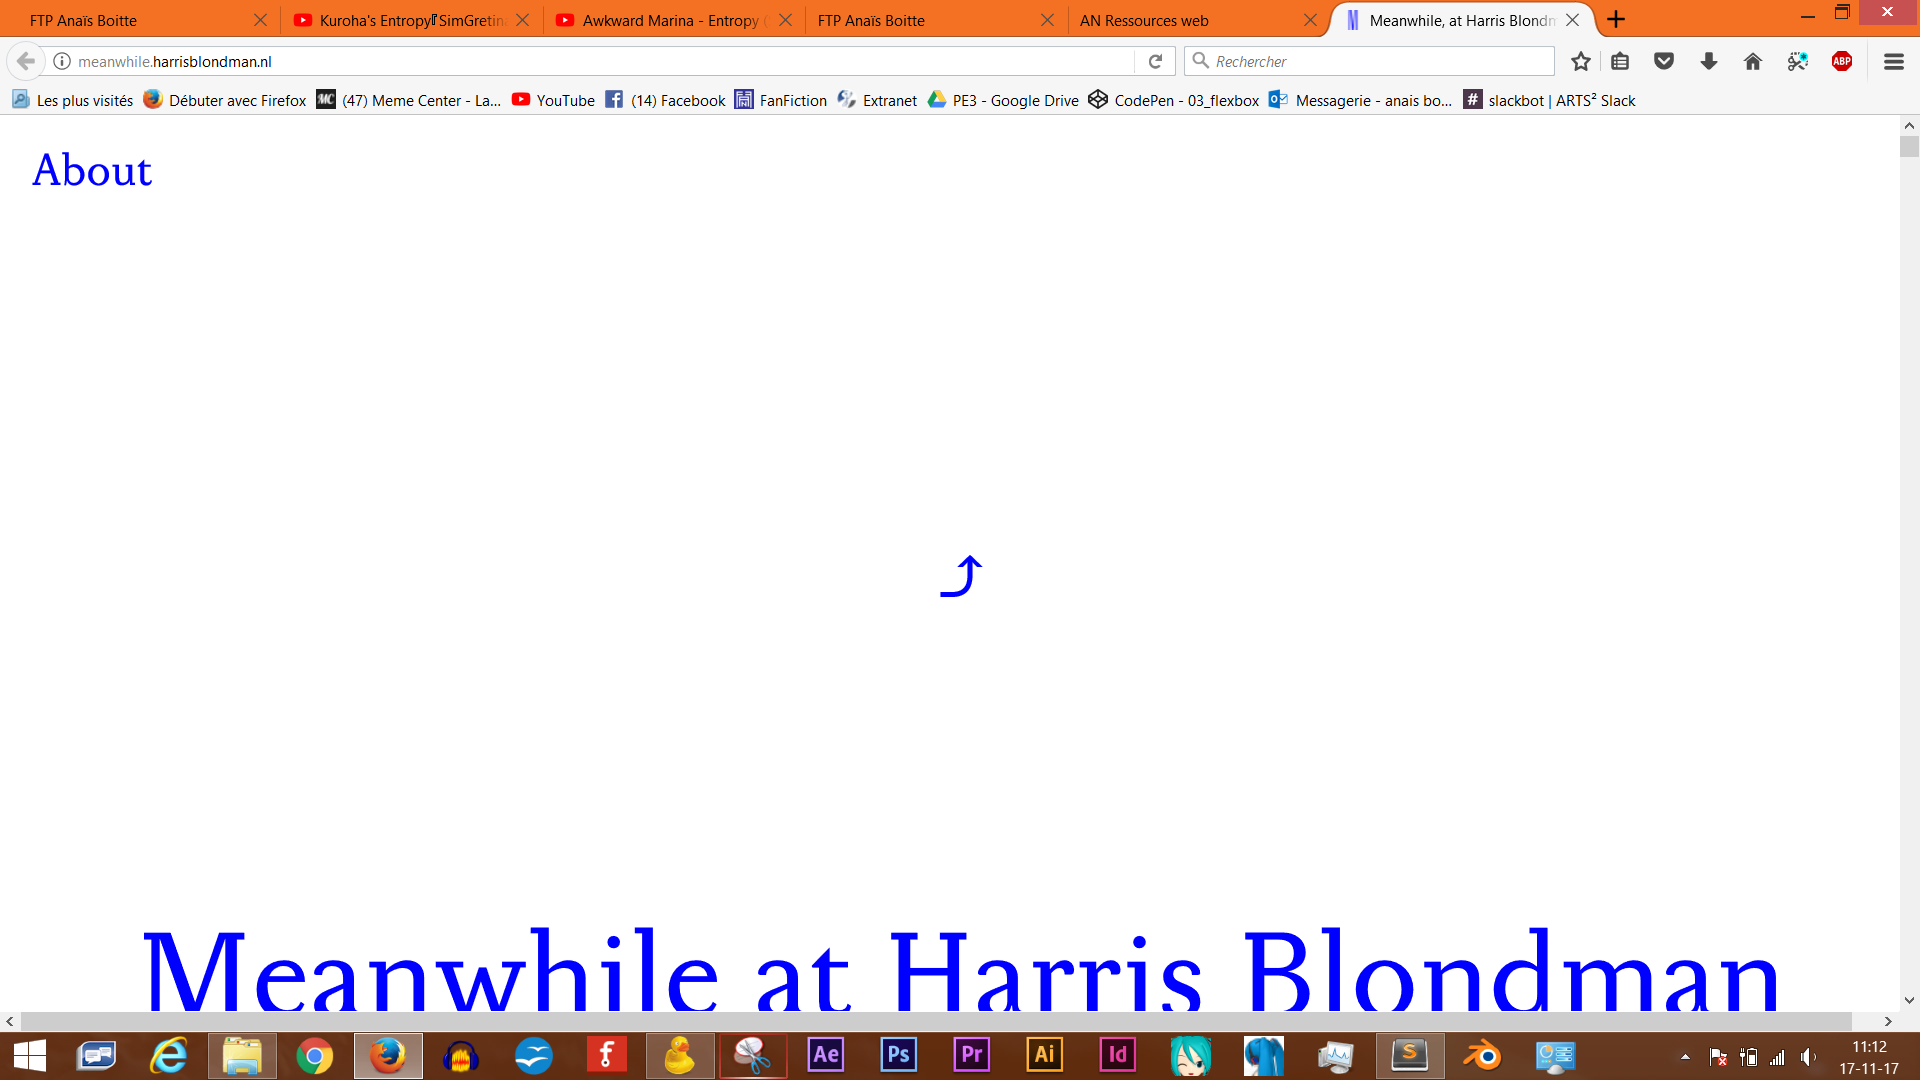 FTP Anaïs Boitte
Kuroha's Entropy『SimGretina
Awkward Marina - Entropy (
FTP Anaïs Boitte
AN Ressources web
Meanwhile, at Harris Blondm
meanwhile.harrisblondman.nl
Rechercher
ABP
Les plus visités
Débuter avec Firefox
MC (47) Meme Center - La...
YouTube
(14) Facebook
FanFiction
Extranet
PE3 - Google Drive
CodePen - 03_flexbox
Messagerie - anais bo...
slackbot | ARTS² Slack
About
Meanwhile at Harris Blondman
Ae
Ps
Pr
Ai
Id
11:12
17-11-17